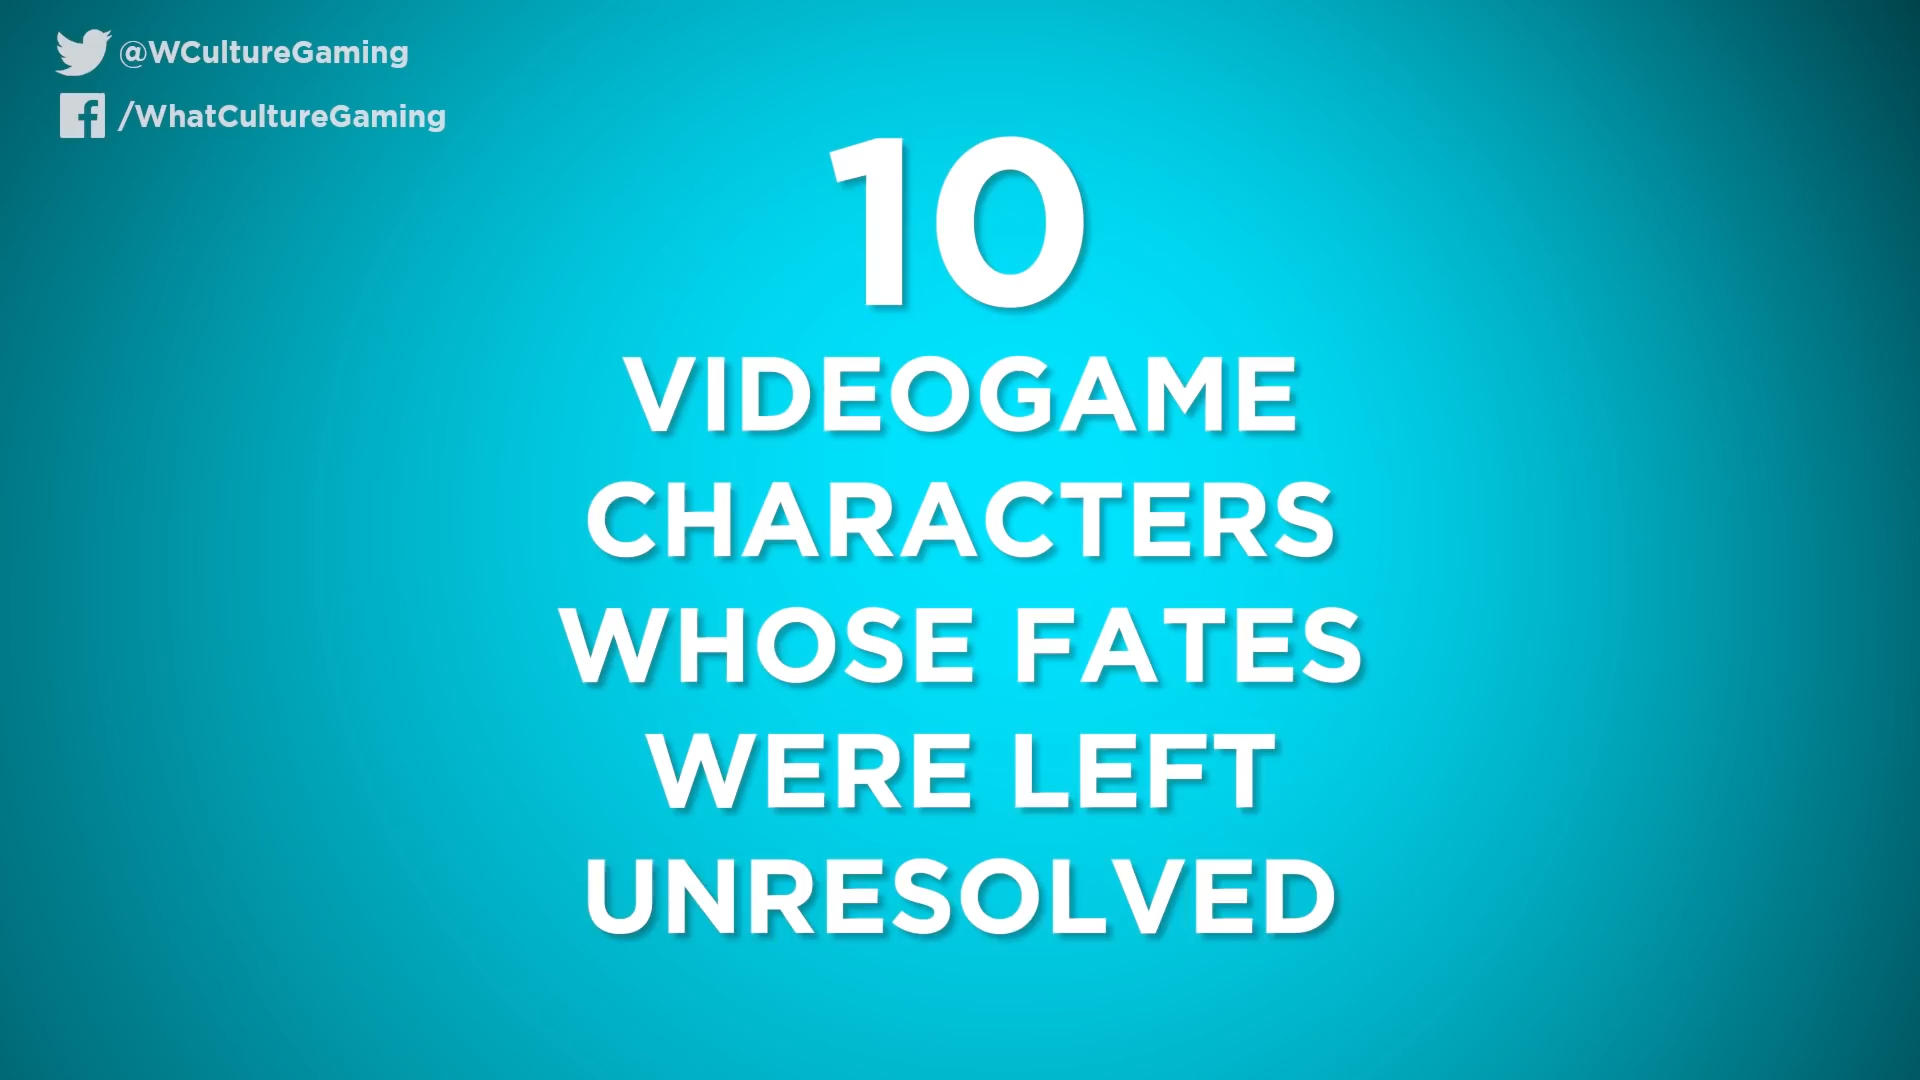 @WCultureGaming
/WhatCultureGaming
10
VIDEOGAME
CHARACTERS
WHOSE FATES
WERE LEFT
UNRESOLVED